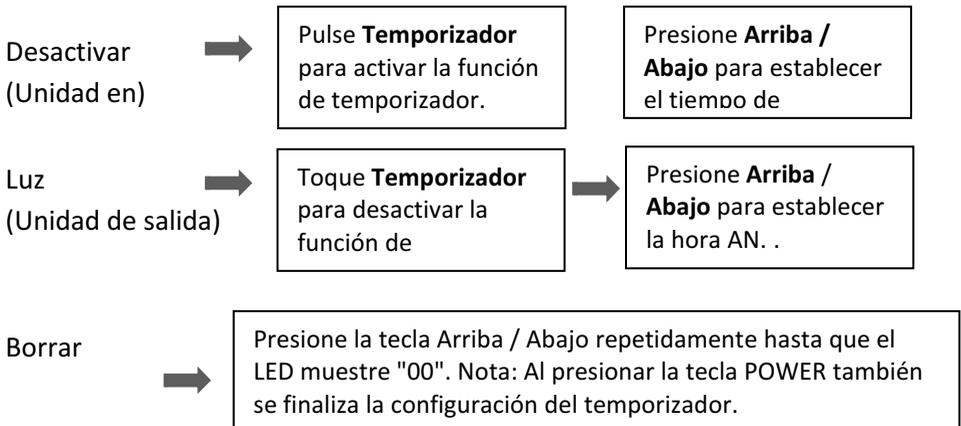 Desactivar
(Unidad en)
Pulse Temporizador
para activar la función
de temporizador.
Presione Arriba /
Abajo para establecer
el tiempo de
Luz
(Unidad de salida)
Toque Temporizador
para desactivar la
función de
Presione Arriba /
Abajo para establecer
la hora AN. .
Borrar
Presione la tecla Arriba / Abajo repetidamente hasta que el
LED muestre "00". Nota: Al presionar la tecla POWER también
se finaliza la configuración del temporizador.